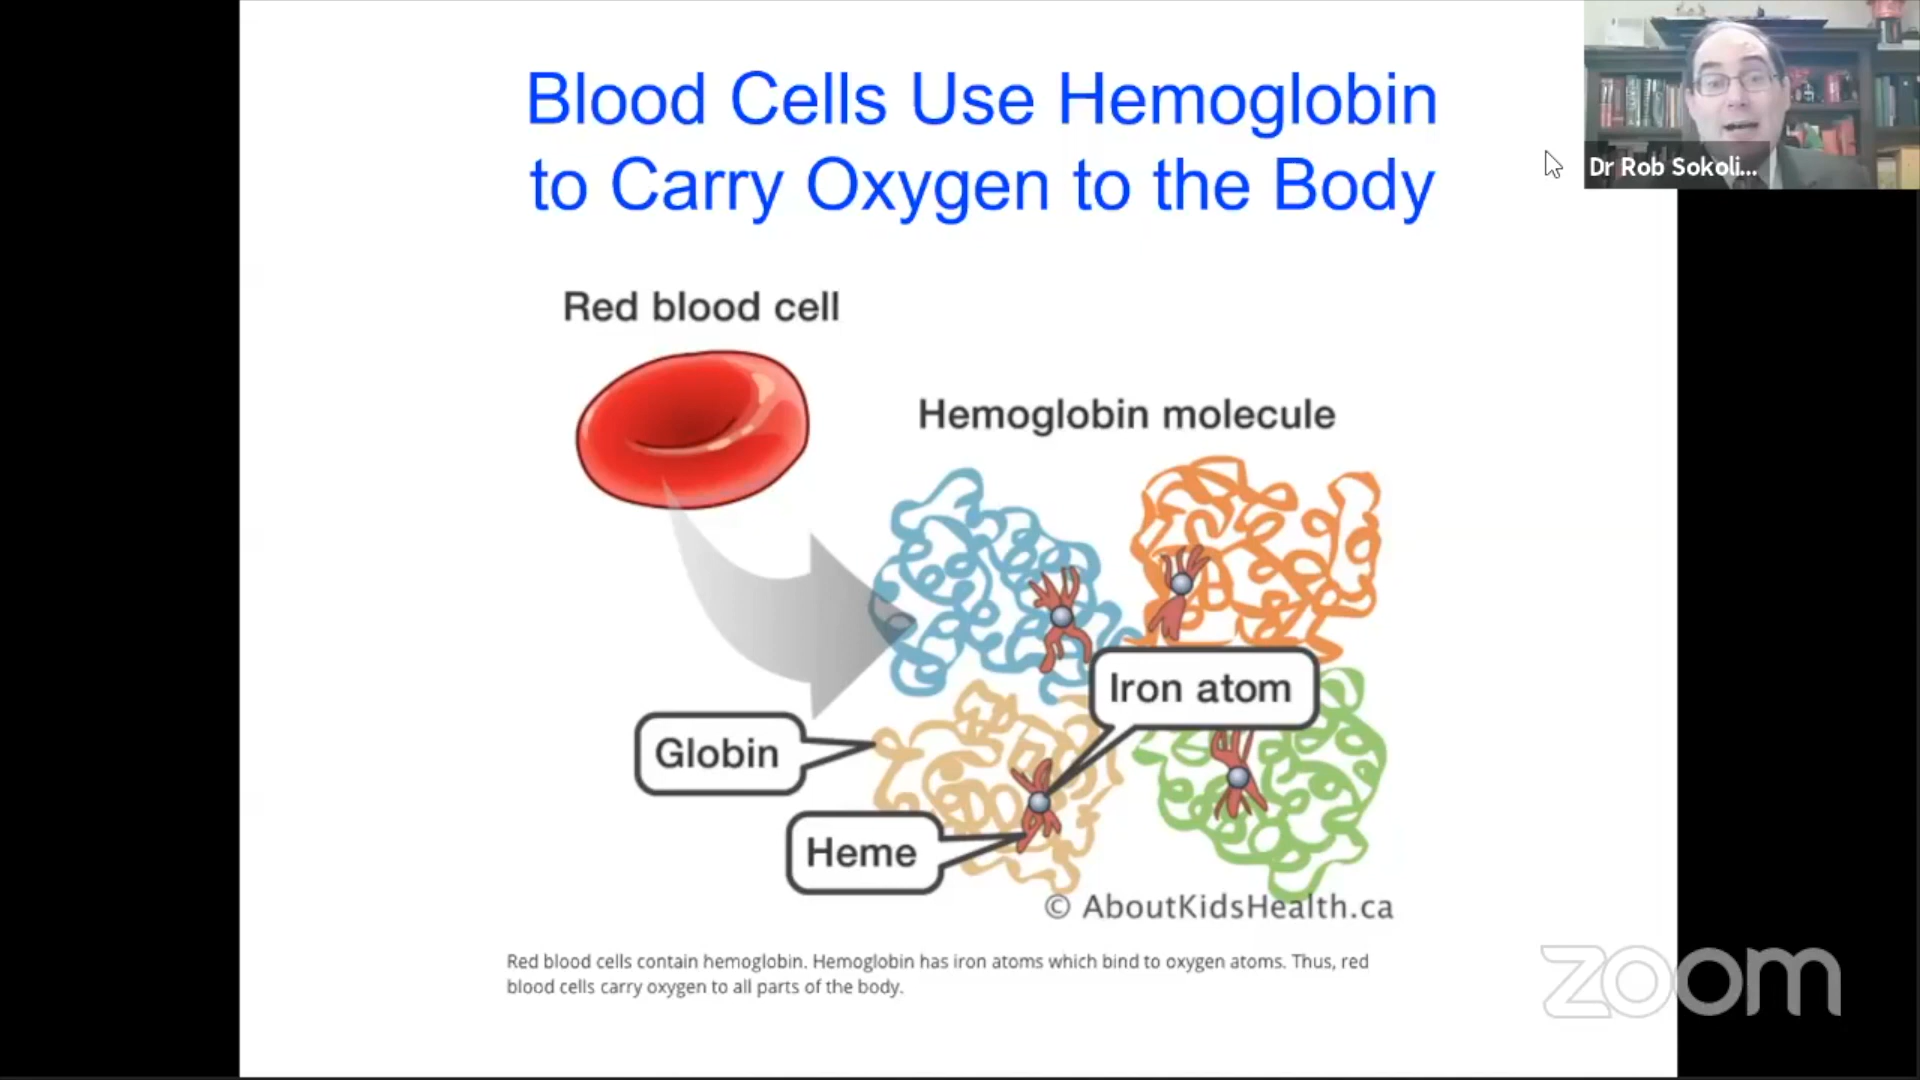 Blood Cells Use Hemoglobin
to Carry Oxygen to the Body
Dr Rob Sokoli...
Red blood cell
Hemoglobin molecule
Iron atom
Globin
Heme
© AboutKidsHealth.ca
Red blood cells contain hemoglobin. Hemoglobin has iron atoms which bind to oxygen atoms. Thus, red
blood cells carry oxygen to all parts of the body.
zoom